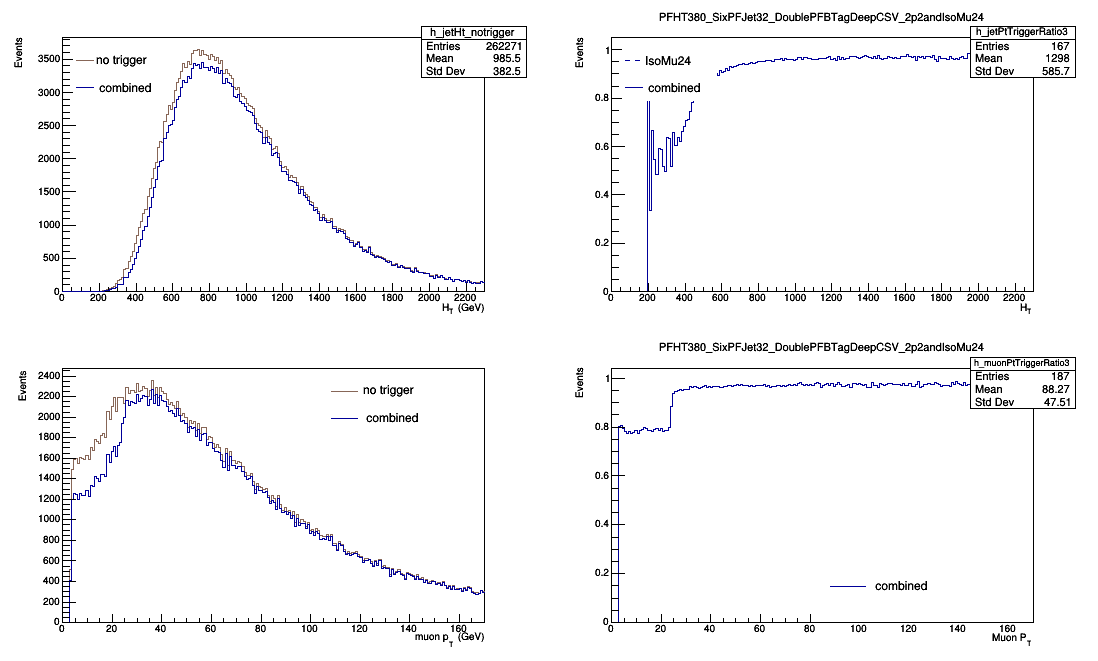 h_jetHt_notrigger
Entries 262271
Mean 985.5
Std Dev 382.5
Events
3500
3000
2500
2000
1500
1000
500
0
no trigger
combined
0 200 400 600 800 1000 1200 1400 1600 1800 2000 2200
H_T (GeV)
PFHT380_SixPFJet32_DoublePFBTagDeepCSV_2p2andIsoMu24
h_jetPtTriggerRatio3
Entries 167
Mean 1298
Std Dev 585.7
Events
1
0.8
0.6
0.4
0.2
0
IsoMu24
combined
0 200 400 600 800 1000 1200 1400 1600 1800 2000 2200
H_T
Events
2400
2200
2000
1800
1600
1400
1200
1000
800
600
400
200
0
no trigger
combined
0 20 40 60 80 100 120 140 160
muon p_T (GeV)
PFHT380_SixPFJet32_DoublePFBTagDeepCSV_2p2andIsoMu24
h_muonPtTriggerRatio3
Entries 187
Mean 88.27
Std Dev 47.51
Events
1
0.8
0.6
0.4
0.2
0
combined
0 20 40 60 80 100 120 140 160
Muon P_T